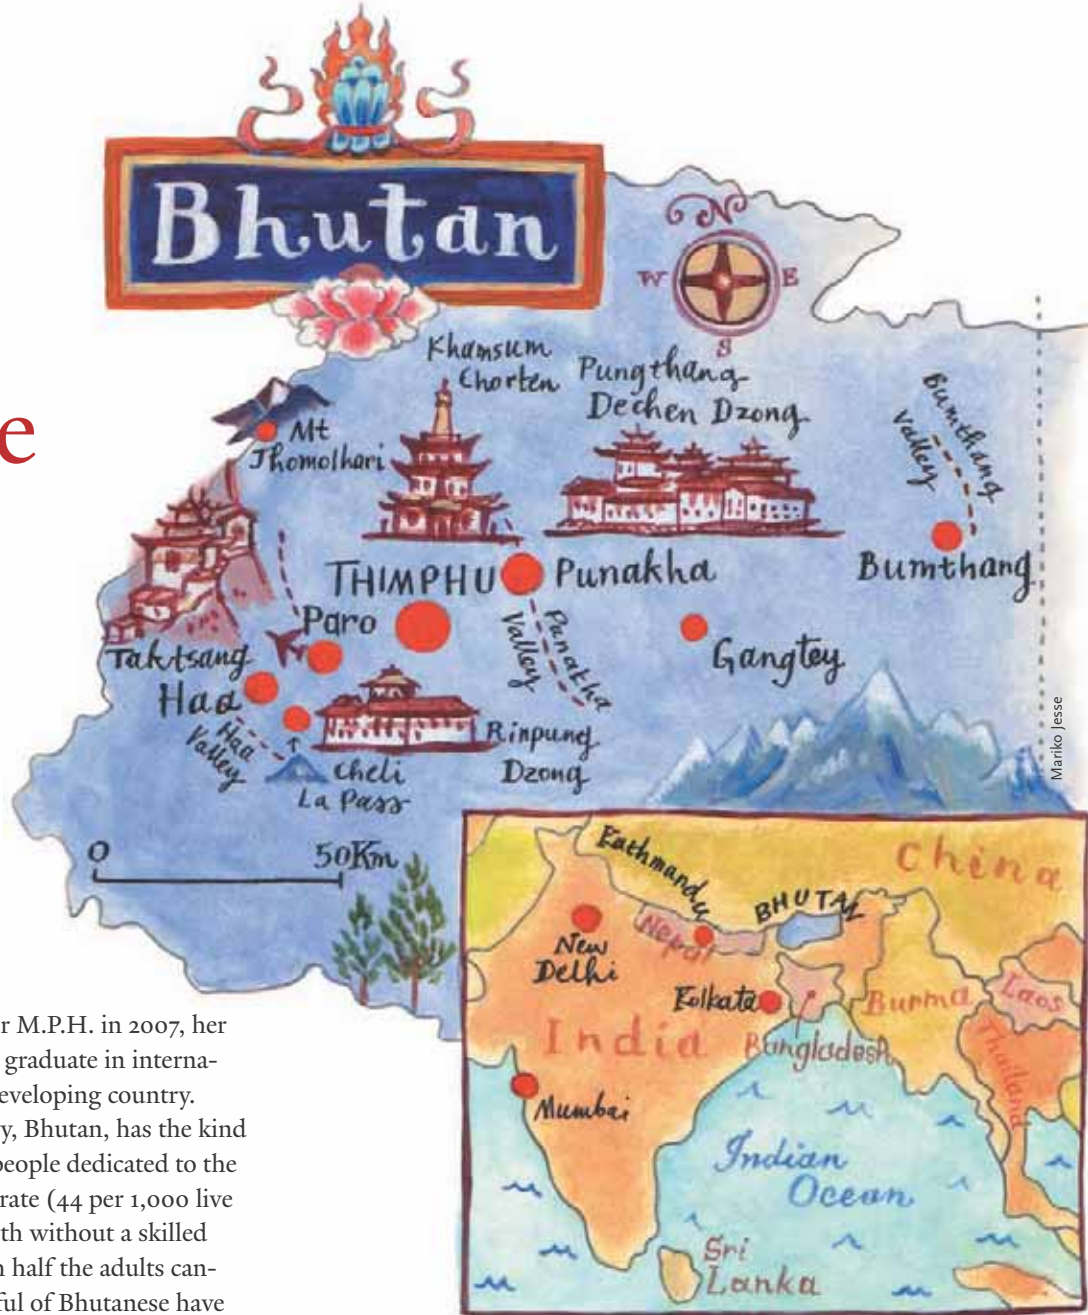 Bhutan
N
W
E
S
Khamsum
Chorten
Pungthang
Dechen Dzong
Bumthang
Valley
e
Mt
Jhomolhari
THIMPHU
Punakha
Bumthang
Paro
Punakha
Valley
Gangtey
Taktsang
Haa
Haa
Valley
Rinpung
Dzong
Cheli
La Pass
Mariko Jesse
0
50Km
China
Kathmandu
BHUTAN
Nepal
New
Delhi
Kolkata
Burma
Laos
India
Bangladesh
Thailand
Mumbai
Indian
Ocean
Sri
Lanka
r M.P.H. in 2007, her
graduate in interna-
eveloping country.
y, Bhutan, has the kind
people dedicated to the
rate (44 per 1,000 live
th without a skilled
n half the adults can-
ful of Bhutanese have